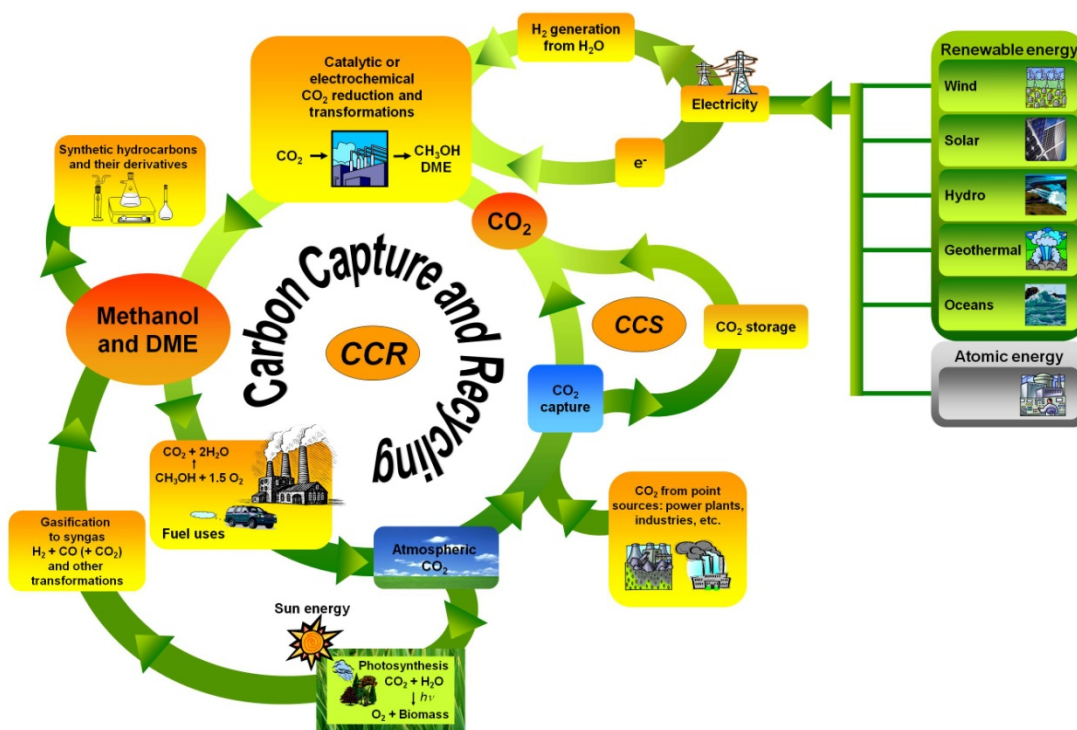 H₂ generation
from H₂O
Renewable energy
Wind
Solar
Hydro
Geothermal
Oceans
Atomic energy
Electricity
e⁻
Catalytic or
electrochemical
CO₂ reduction and
transformations
CO₂ → → CH₃OH
DME
Synthetic hydrocarbons
and their derivatives
CO₂
Carbon Capture and Recycling
CCR
CCS
CO₂ storage
Methanol
and DME
CO₂
capture
CO₂ + 2H₂O
↑
CH₃OH + 1.5 O₂
Fuel uses
CO₂ from point
sources: power plants,
industries, etc.
Gasification
to syngas
H₂ + CO (+ CO₂)
and other
transformations
Atmospheric
CO₂
Sun energy
Photosynthesis
CO₂ + H₂O
↓ hν
O₂ + Biomass